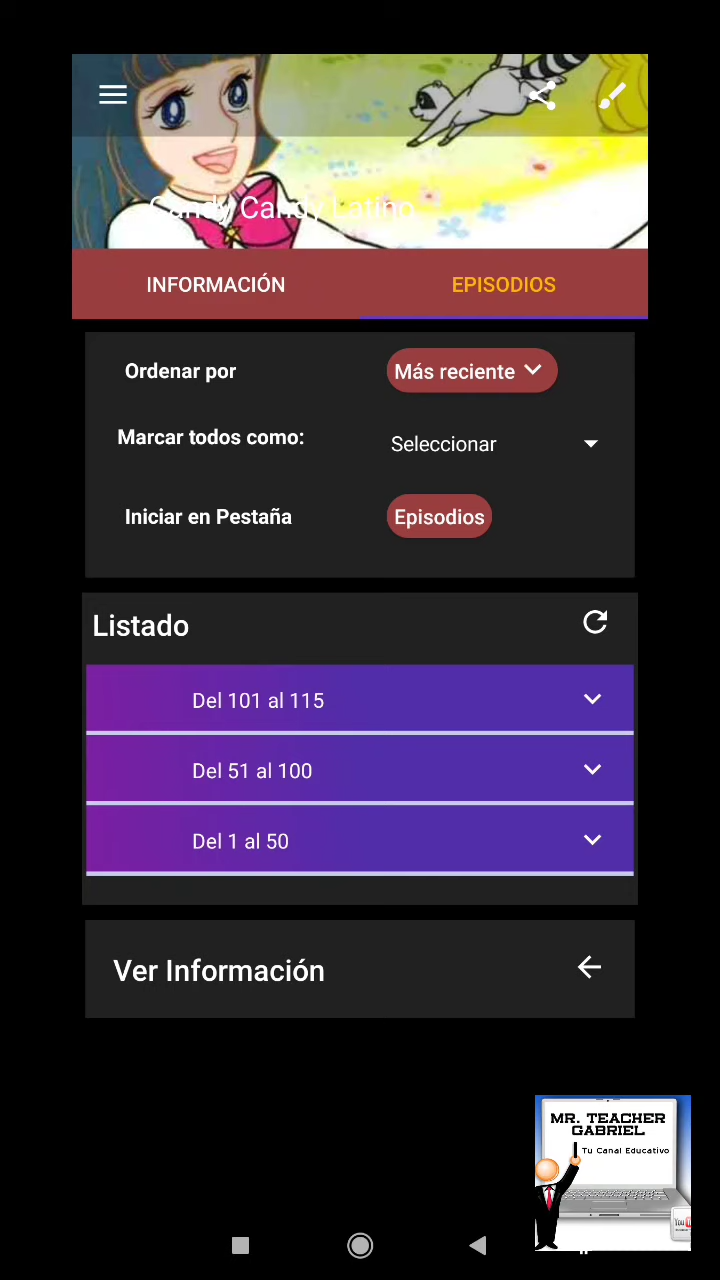 Candy Candy Latino
INFORMACIÓN
EPISODIOS
Ordenar por
Más reciente
Marcar todos como:
Seleccionar
Iniciar en Pestaña
Episodios
Listado
Del 101 al 115
Del 51 al 100
Del 1 al 50
Ver Información
MR. TEACHER
GABRIEL
Tu Canal Educativo